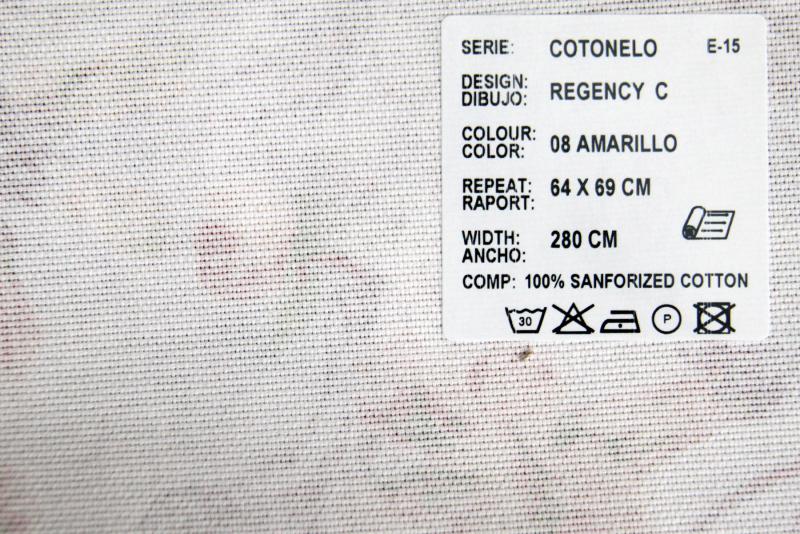 SERIE: COTONELO E-15
DESIGN:
DIBUJO: REGENCY C
COLOUR:
COLOR: 08 AMARILLO
REPEAT: 64 X 69 CM
RAPORT:
WIDTH: 280 CM
ANCHO:
COMP: 100% SANFORIZED COTTON
30 P